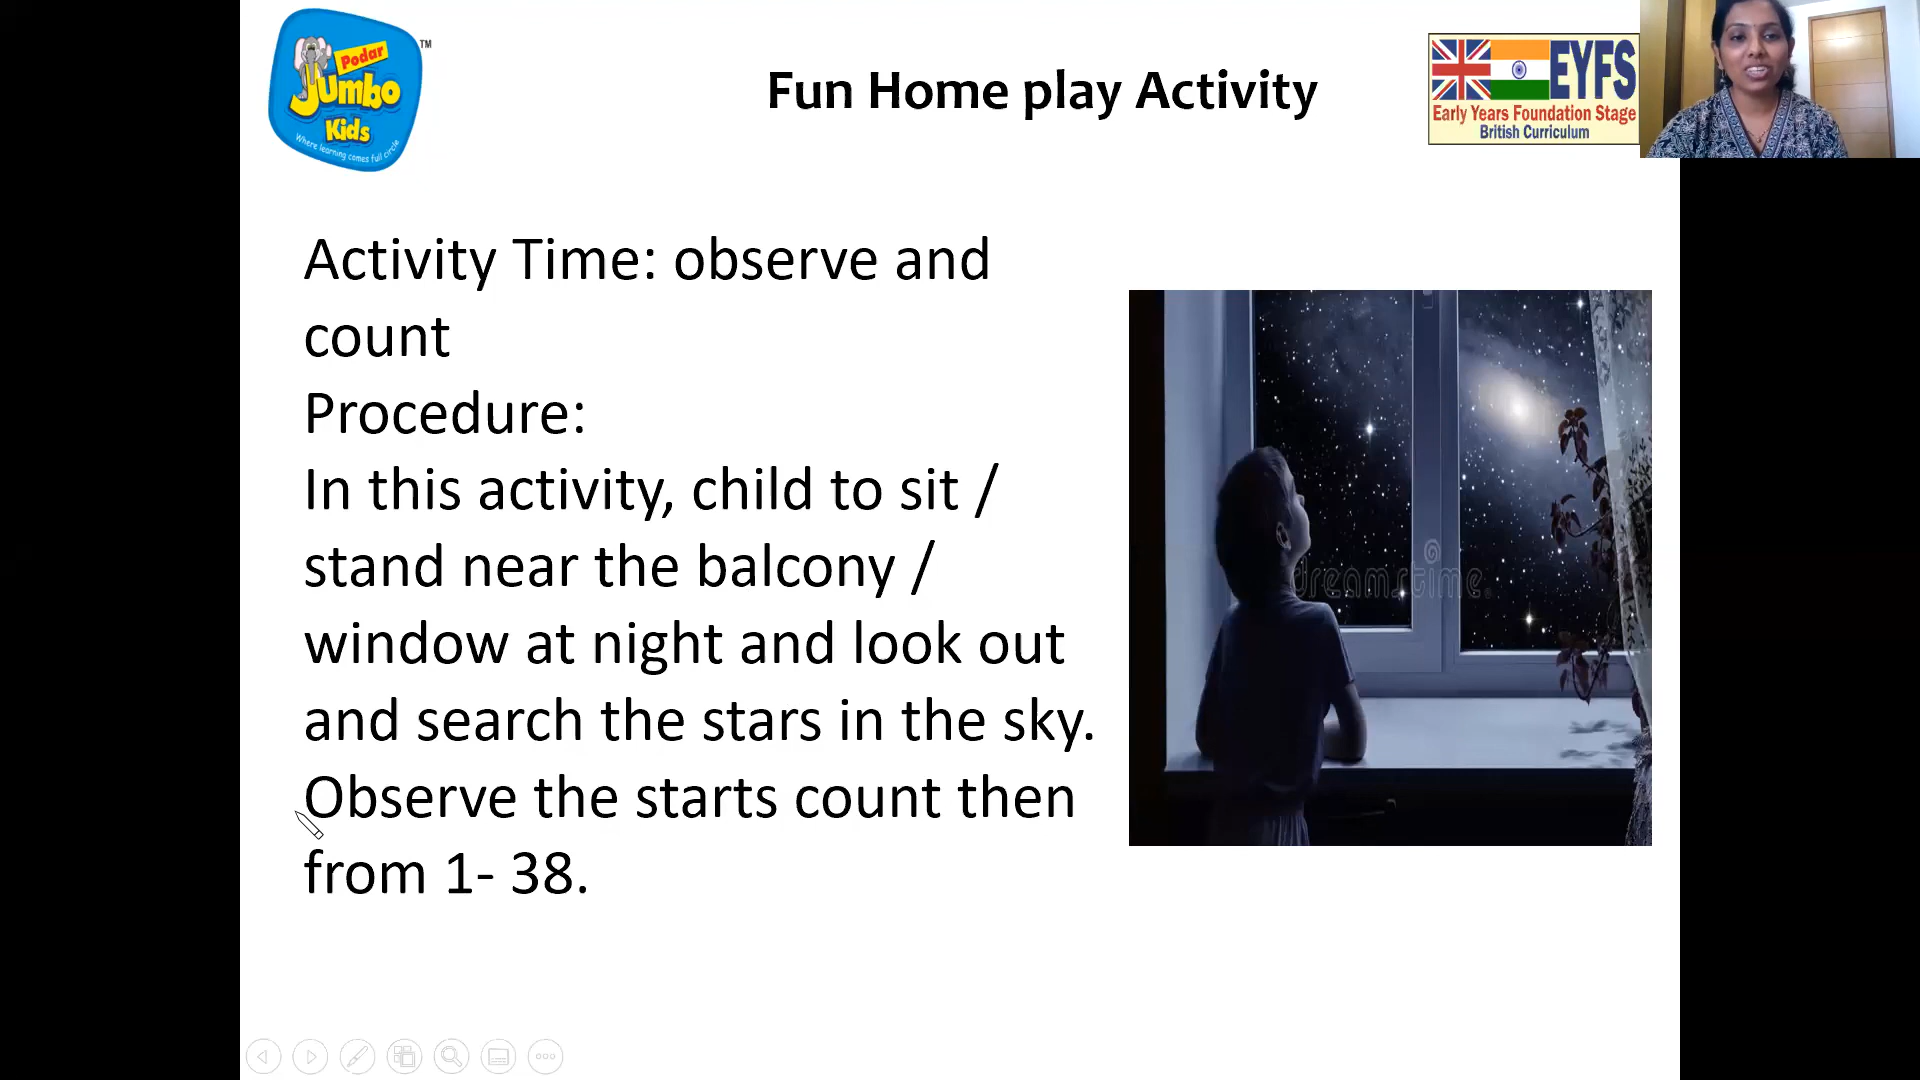 Podar
Jumbo
Kids
Where learning comes full circle
TM
Fun Home play Activity
EYFS
Early Years Foundation Stage
British Curriculum
Activity Time: observe and
count
Procedure:
In this activity, child to sit /
stand near the balcony /
window at night and look out
and search the stars in the sky.
Observe the starts count then
from 1- 38.
dreamstime